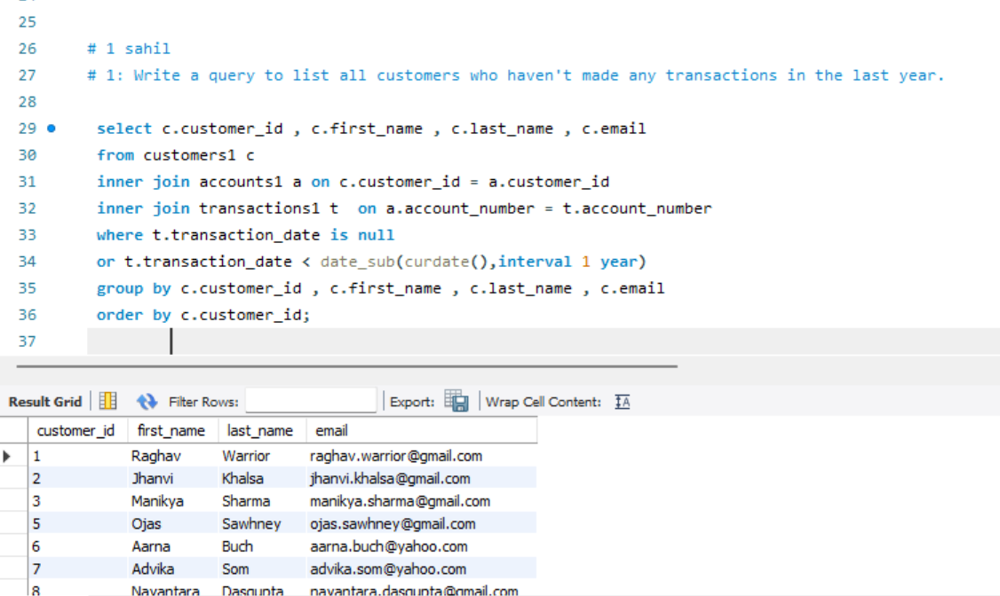 25
26 # 1 sahil
27 # 1: Write a query to list all customers who haven't made any transactions in the last year.
28
29 select c.customer_id , c.first_name , c.last_name , c.email
30 from customers1 c
31 inner join accounts1 a on c.customer_id = a.customer_id
32 inner join transactions1 t on a.account_number = t.account_number
33 where t.transaction_date is null
34 or t.transaction_date < date_sub(curdate(),interval 1 year)
35 group by c.customer_id , c.first_name , c.last_name , c.email
36 order by c.customer_id;
37
Result Grid Filter Rows: Export: Wrap Cell Content: IA
customer_id first_name last_name email
1 Raghav Warrior raghav.warrior@gmail.com
2 Jhanvi Khalsa jhanvi.khalsa@gmail.com
3 Manikya Sharma manikya.sharma@gmail.com
5 Ojas Sawhney ojas.sawhney@gmail.com
6 Aarna Buch aarna.buch@yahoo.com
7 Advika Som advika.som@yahoo.com
8 Nayantara Dasgupta nayantara.dasgupta@gmail.com